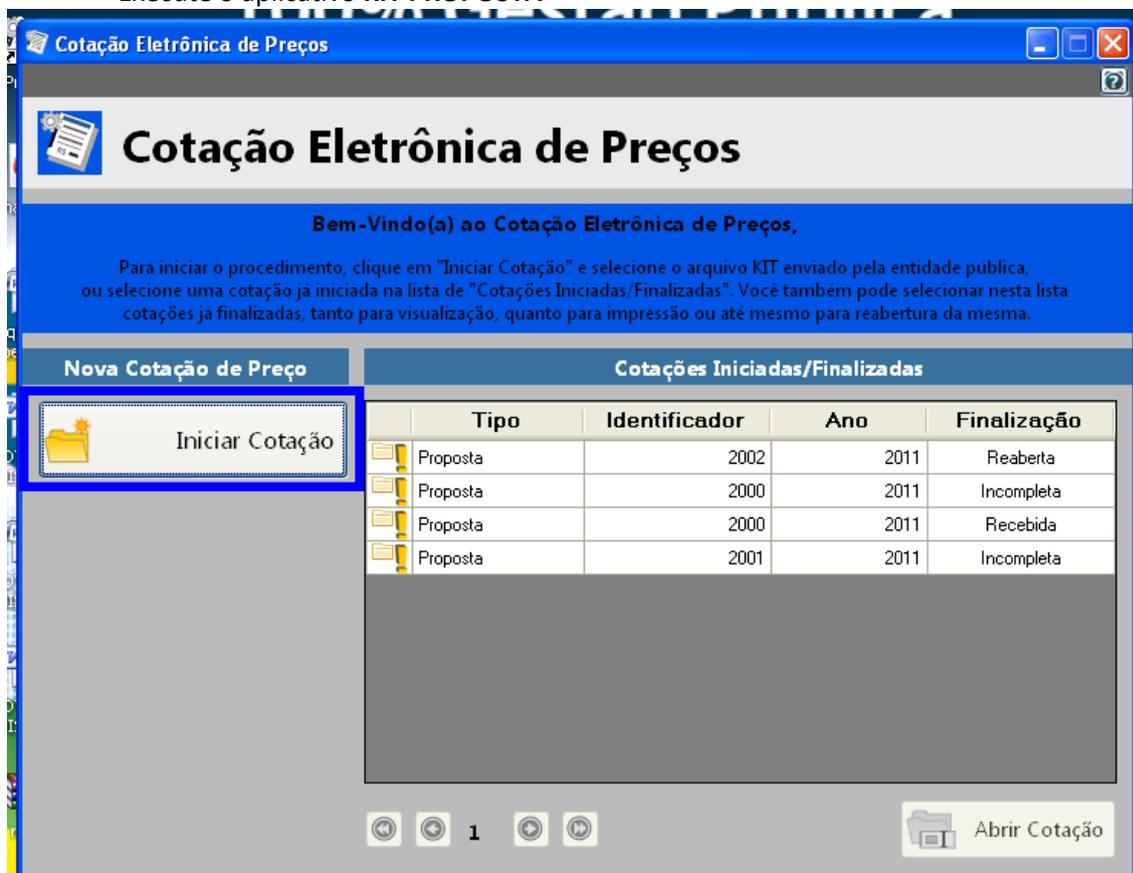 Cotação Eletrônica de Preços
Cotação Eletrônica de Preços
Bem-Vindo(a) ao Cotação Eletrônica de Preços,
Para iniciar o procedimento, clique em "Iniciar Cotação" e selecione o arquivo KIT enviado pela entidade pública,
ou selecione uma cotação já iniciada na lista de "Cotações Iniciadas/Finalizadas". Você também pode selecionar nesta lista
cotações já finalizadas, tanto para visualização, quanto para impressão ou até mesmo para reabertura da mesma.
Nova Cotação de Preço
Cotações Iniciadas/Finalizadas
Iniciar Cotação
Tipo Identificador Ano Finalização
Proposta 2002 2011 Reaberta
Proposta 2000 2011 Incompleta
Proposta 2000 2011 Recebida
Proposta 2001 2011 Incompleta
1
Abrir Cotação